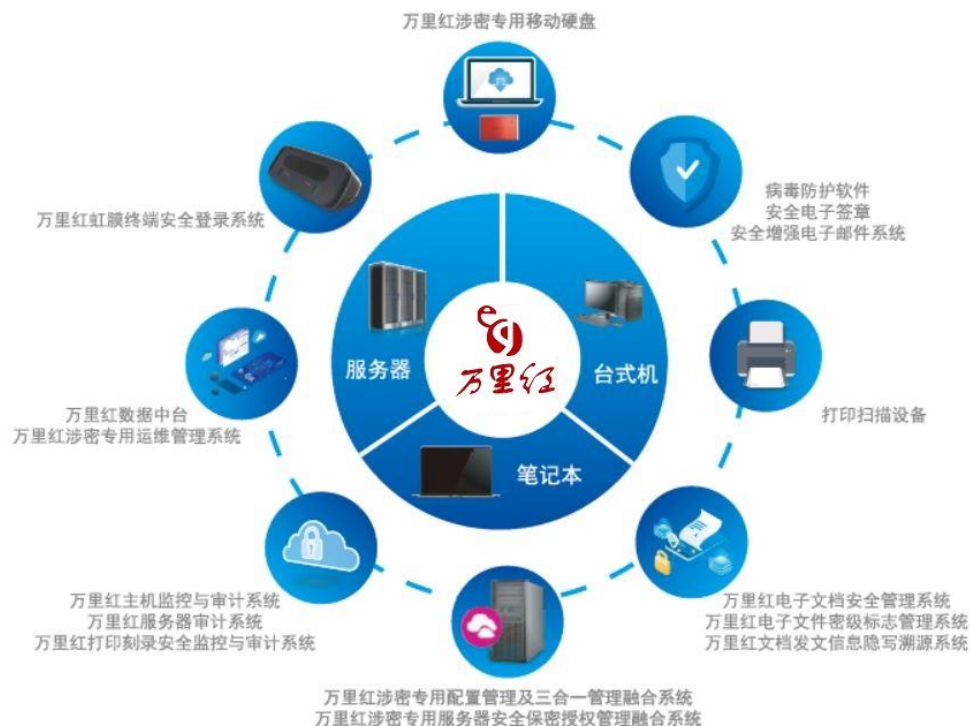 万里红涉密专用移动硬盘
万里红虹膜终端安全登录系统
病毒防护软件
安全电子签章
安全增强电子邮件系统
服务器
万里红
台式机
万里红数据中台
万里红涉密专用运维管理系统
打印扫描设备
笔记本
万里红主机监控与审计系统
万里红服务器审计系统
万里红打印刻录安全监控与审计系统
万里红电子文档安全管理系统
万里红电子文件密级标志管理系统
万里红文档发文信息隐写溯源系统
万里红涉密专用配置管理及三合一管理融合系统
万里红涉密专用服务器安全保密授权管理融合系统